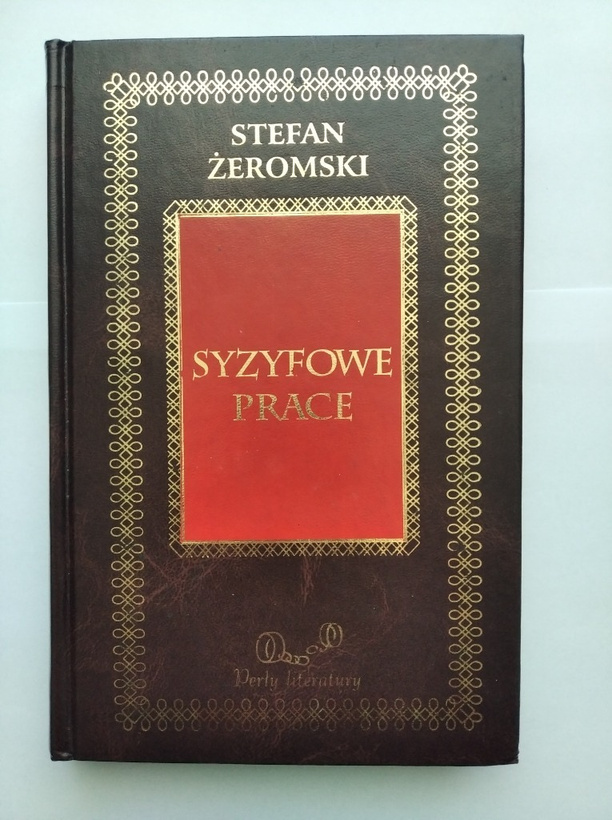 STEFAN
ŻEROMSKI
SYZYFOWE
PRACE
Perły literatury